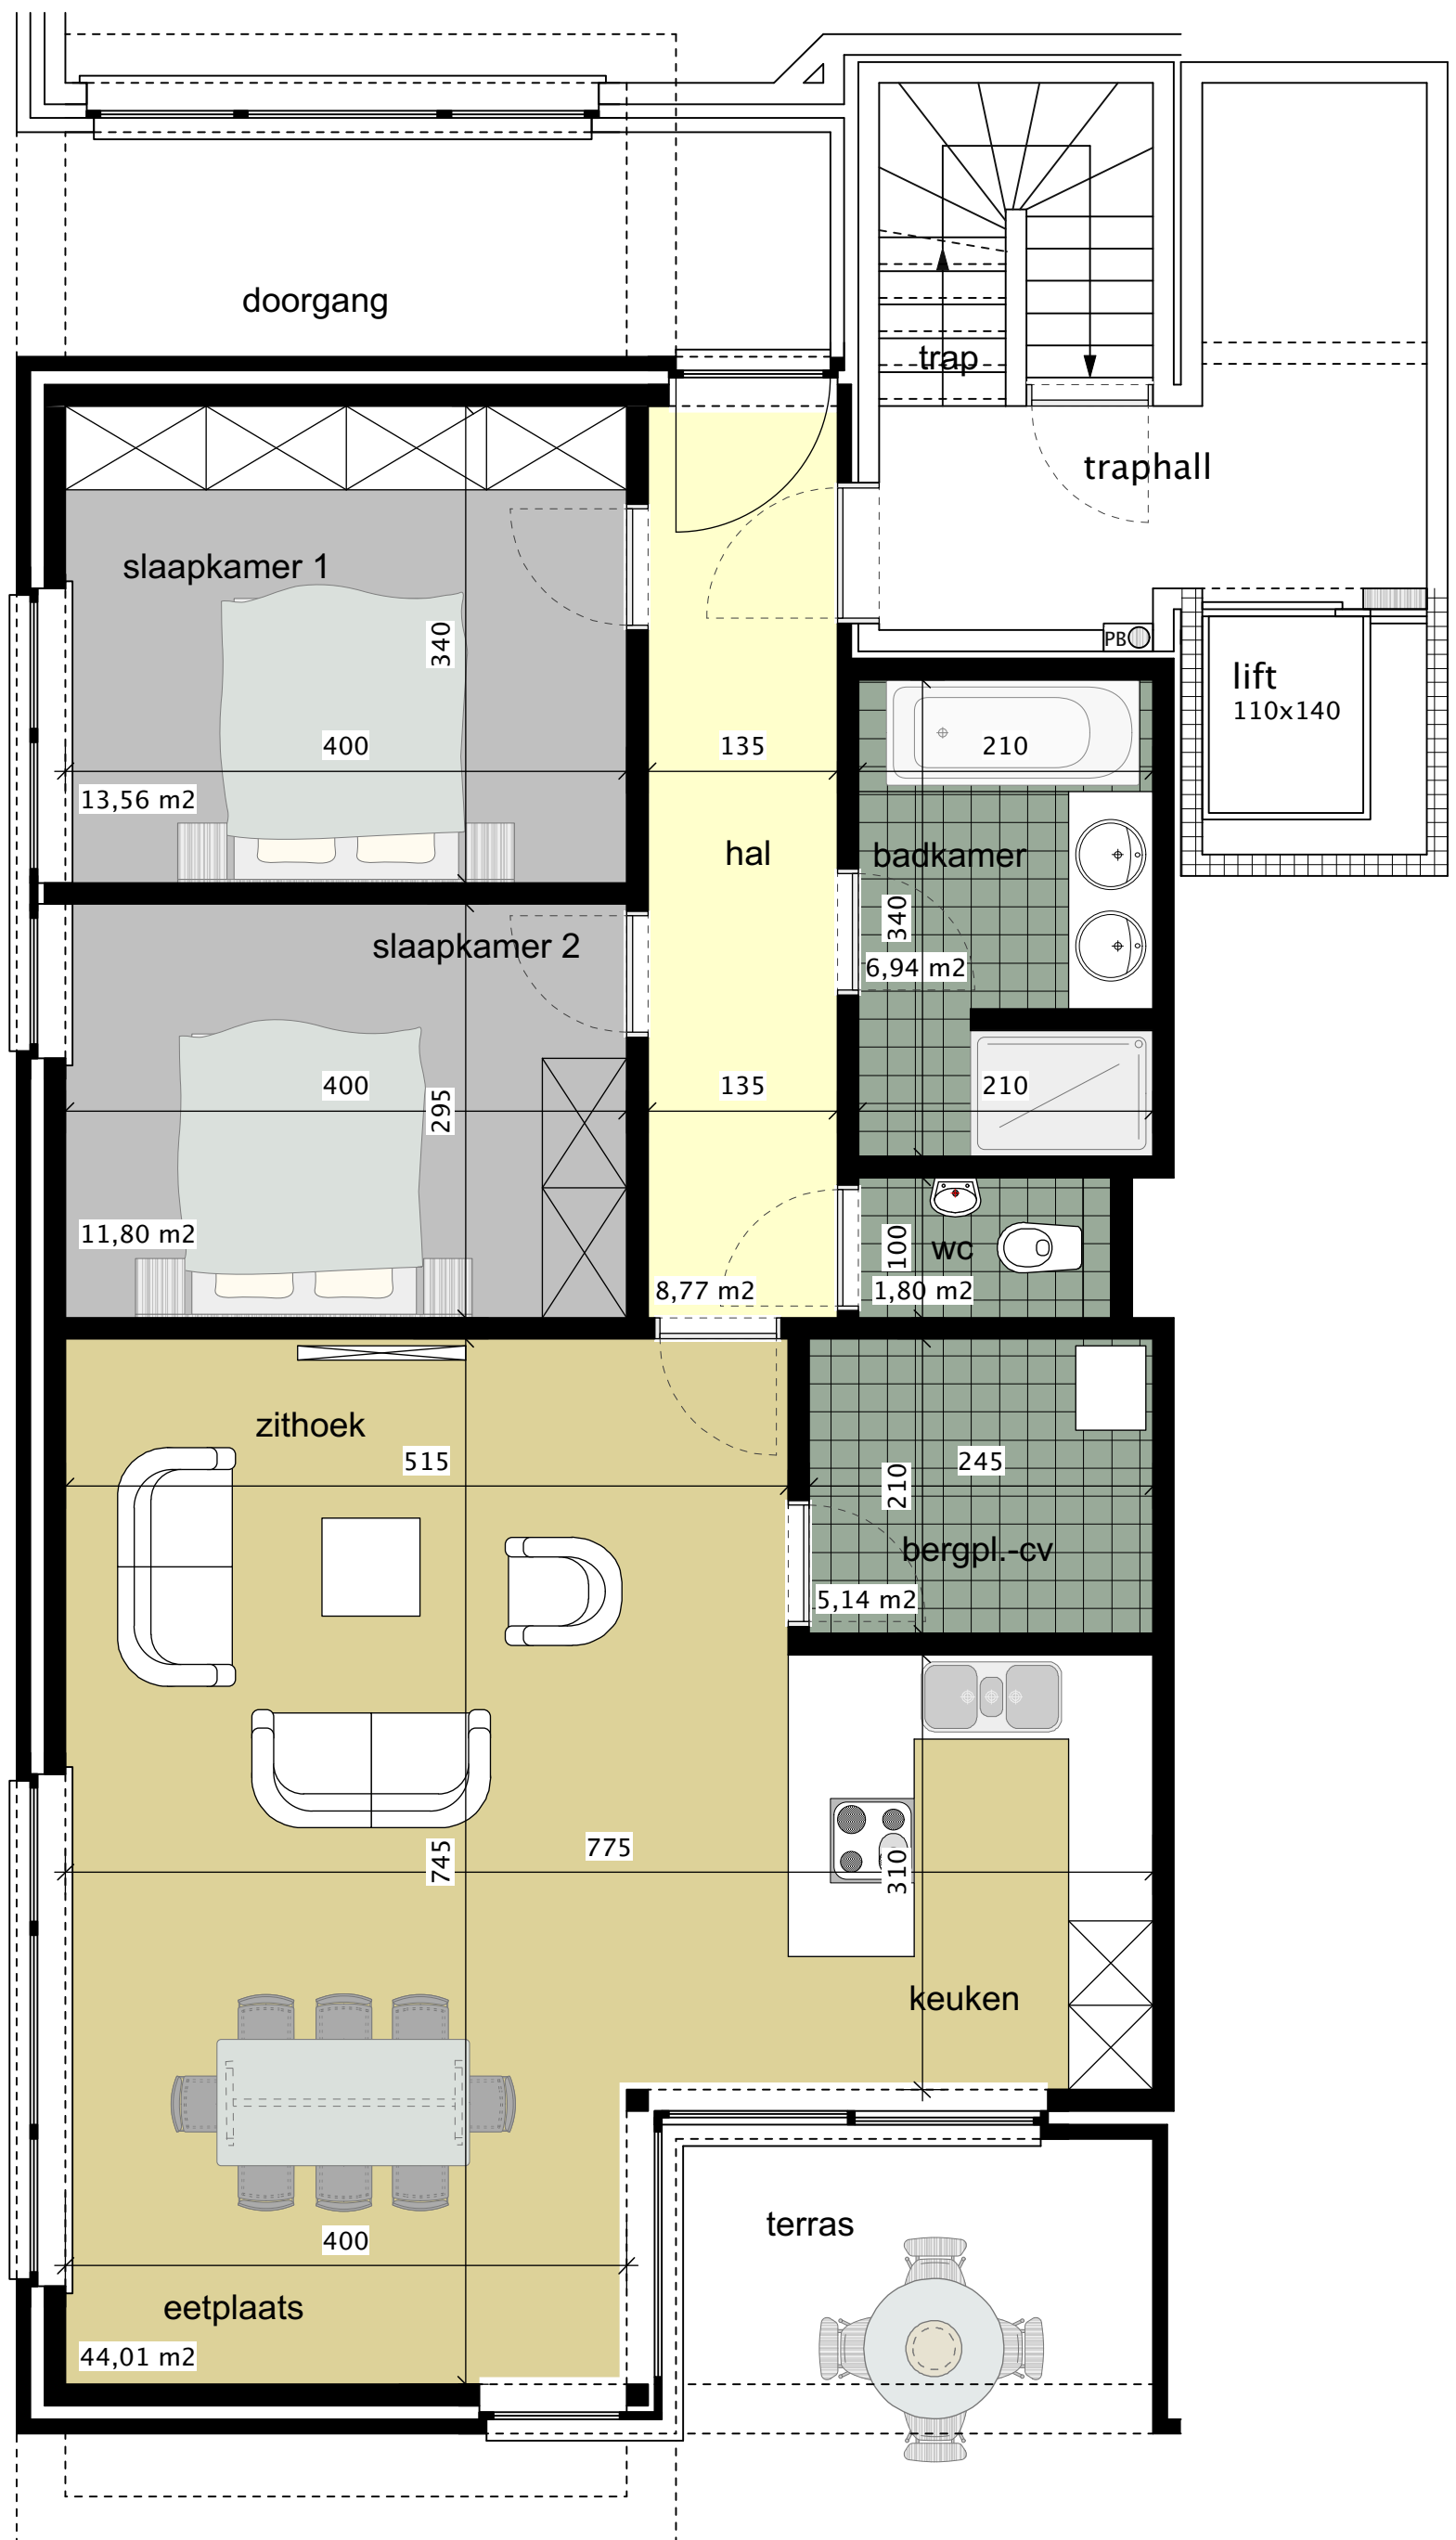 doorgang
trap
traphall
slaapkamer 1
340
PB
lift
110x140
400
135
210
13,56 m2
hal
badkamer
340
slaapkamer 2
6,94 m2
400
295
135
210
11,80 m2
100
wc
8,77 m2
1,80 m2
zithoek
515
210
245
bergpl.-cv
5,14 m2
775
745
310
keuken
terras
400
eetplaats
44,01 m2